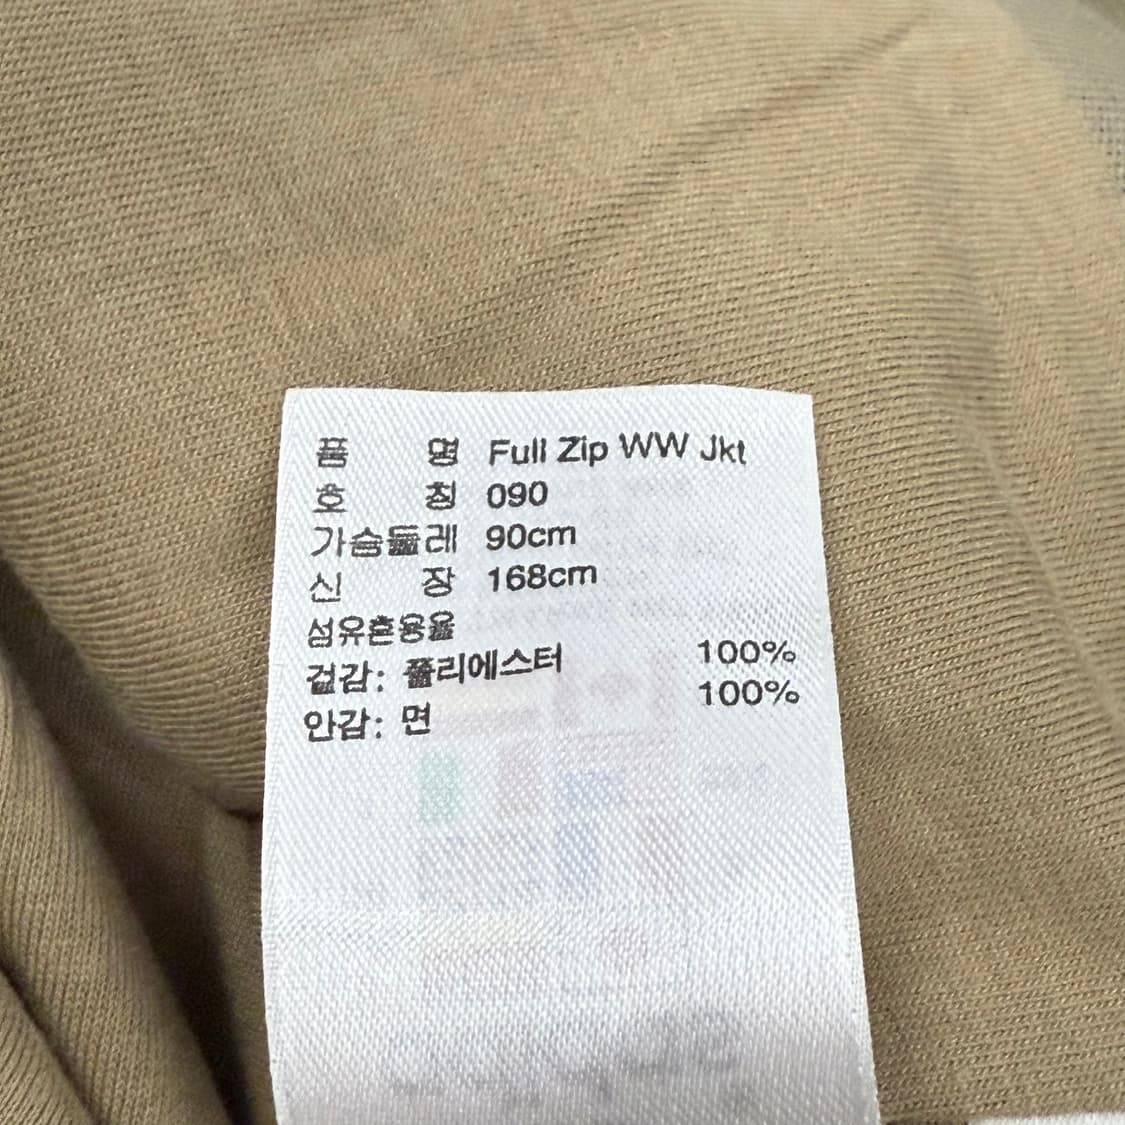 품 명 Full Zip WW Jkt
호 칭 090
가슴둘레 90cm
신 장 168cm
섬유혼용율
겉감: 폴리에스터 100%
안감: 면 100%